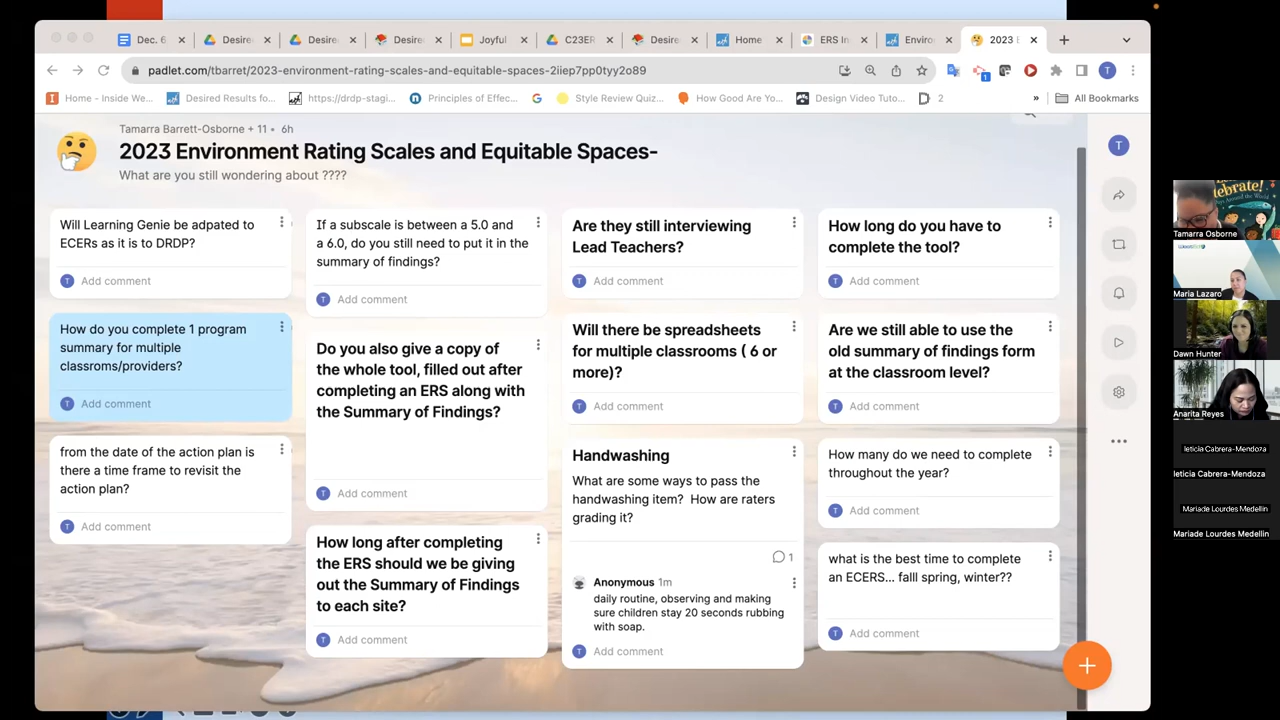 Dec. 6
Desire
Desire
Desire
Joyful
C23ER
Desire
Home
ERS In
Enviro
2023 E
padlet.com/tbarret/2023-environment-rating-scales-and-equitable-spaces-2iiep7pp0tyy2o89
1
T
Home - Inside We...
Desired Results fo...
https://drdp-stagi...
Principles of Effec...
Style Review Quiz...
How Good Are Yo...
Design Video Tuto...
2
»
All Bookmarks
Tamarra Barrett-Osborne + 11 • 6h
2023 Environment Rating Scales and Equitable Spaces-
What are you still wondering about ????
T
Will Learning Genie be adpated to
ECERs as it is to DRDP?
T Add comment
How do you complete 1 program
summary for multiple
classroms/providers?
T Add comment
from the date of the action plan is
there a time frame to revisit the
action plan?
T Add comment
If a subscale is between a 5.0 and
a 6.0, do you still need to put it in the
summary of findings?
T Add comment
Do you also give a copy of
the whole tool, filled out after
completing an ERS along with
the Summary of Findings?
T Add comment
How long after completing
the ERS should we be giving
out the Summary of Findings
to each site?
T Add comment
Are they still interviewing
Lead Teachers?
T Add comment
Will there be spreadsheets
for multiple classrooms ( 6 or
more)?
T Add comment
Handwashing
What are some ways to pass the
handwashing item? How are raters
grading it?
1
Anonymous 1m
daily routine, observing and making
sure children stay 20 seconds rubbing
with soap.
T Add comment
How long do you have to
complete the tool?
T Add comment
Are we still able to use the
old summary of findings form
at the classroom level?
T Add comment
How many do we need to complete
throughout the year?
T Add comment
what is the best time to complete
an ECERS... falll spring, winter??
T Add comment
Tamarra Osborne
Maria Lazaro
Dawn Hunter
Anarita Reyes
leticia Cabrera-Mendoza
leticia Cabrera-Mendoza
Mariade Lourdes Medellin
Mariade Lourdes Medellin